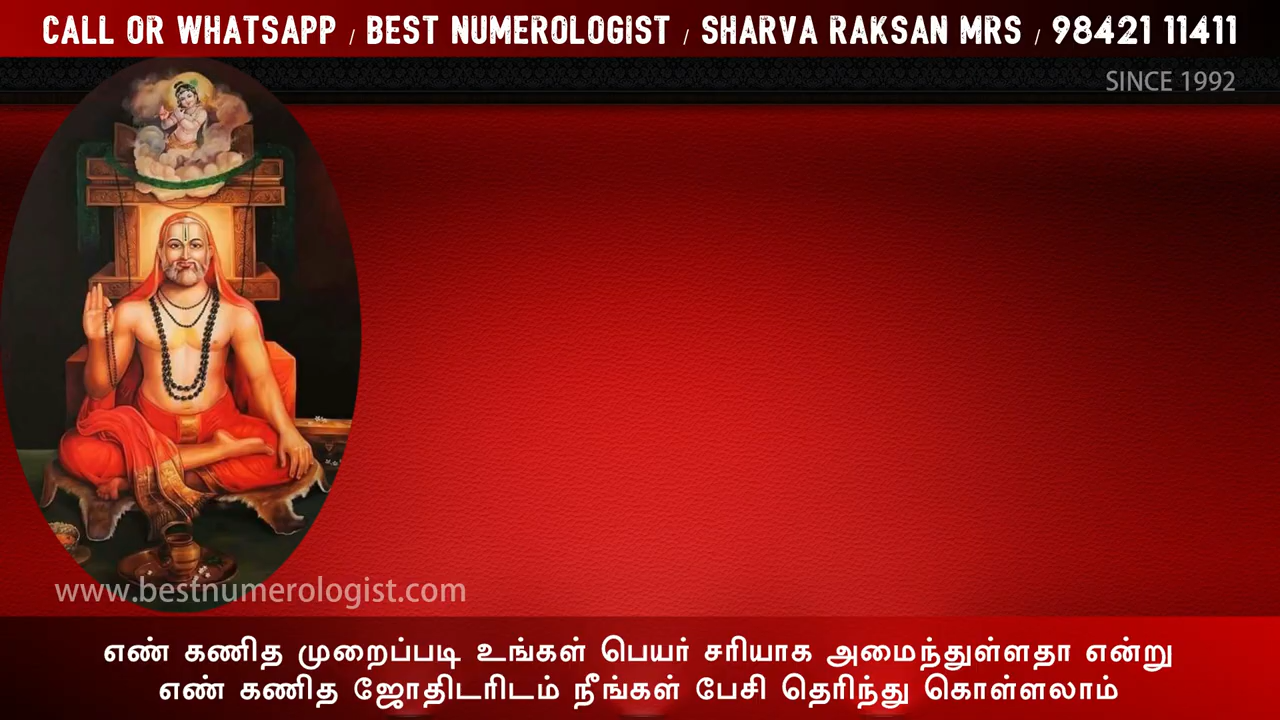 CALL OR WHATSAPP / BEST NUMEROLOGIST / SHARVA RAKSAN MRS / 98421 11411
SINCE 1992
www.bestnumerologist.com
எண் கணித முறைப்படி உங்கள் பெயர் சரியாக அமைந்துள்ளதா என்று
எண் கணித ஜோதிடரிடம் நீங்கள் பேசி தெரிந்து கொள்ளலாம்